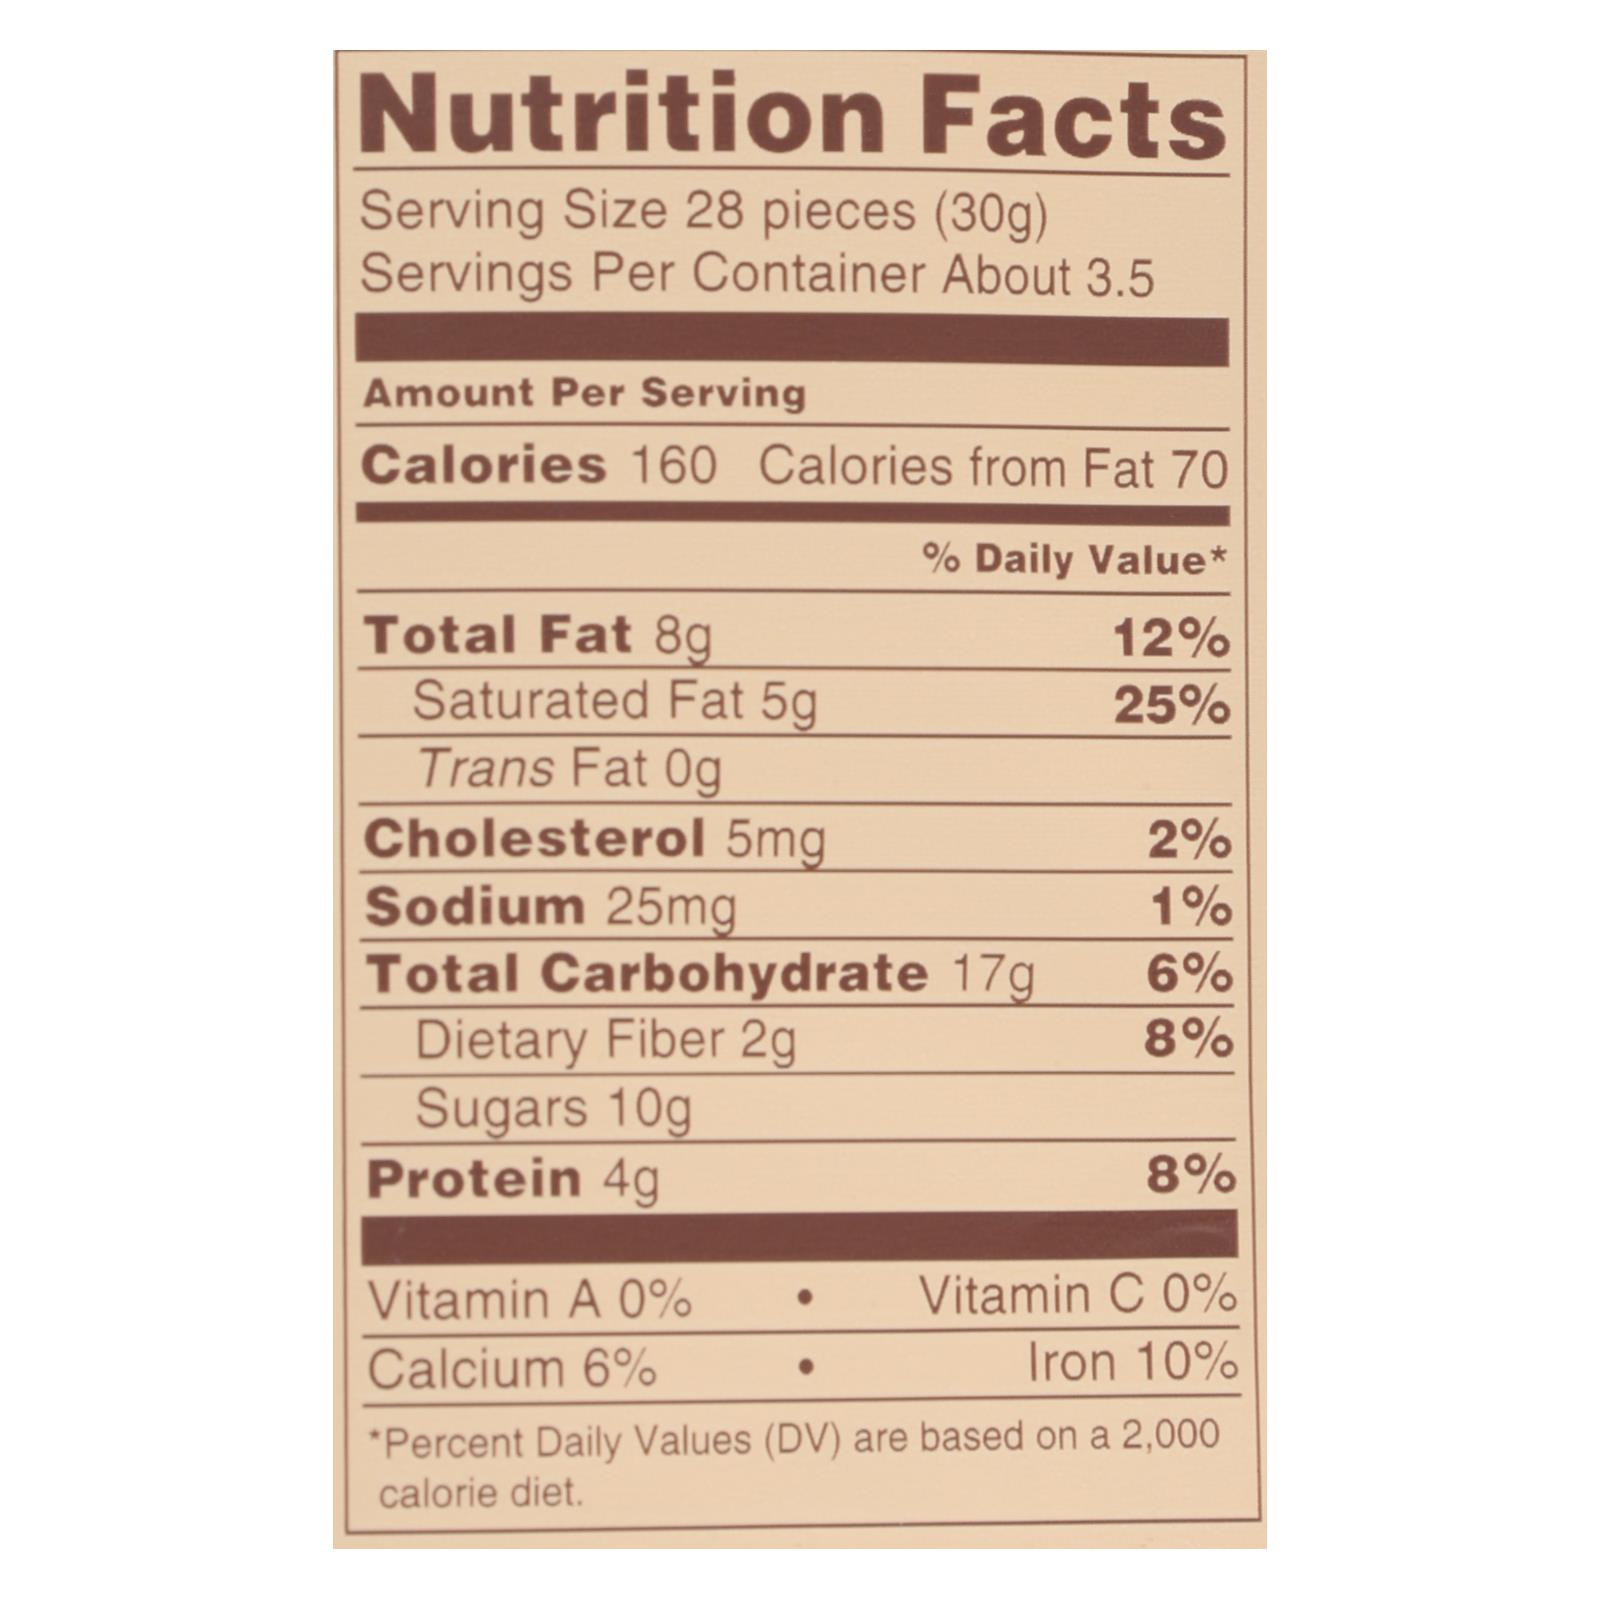 Nutrition Facts
Serving Size 28 pieces (30g)
Servings Per Container About 3.5
Amount Per Serving
Calories 160 Calories from Fat 70
% Daily Value*
Total Fat 8g 12%
Saturated Fat 5g 25%
Trans Fat 0g
Cholesterol 5mg 2%
Sodium 25mg 1%
Total Carbohydrate 17g 6%
Dietary Fiber 2g 8%
Sugars 10g
Protein 4g 8%
Vitamin A 0% • Vitamin C 0%
Calcium 6% • Iron 10%
*Percent Daily Values (DV) are based on a 2,000
calorie diet.